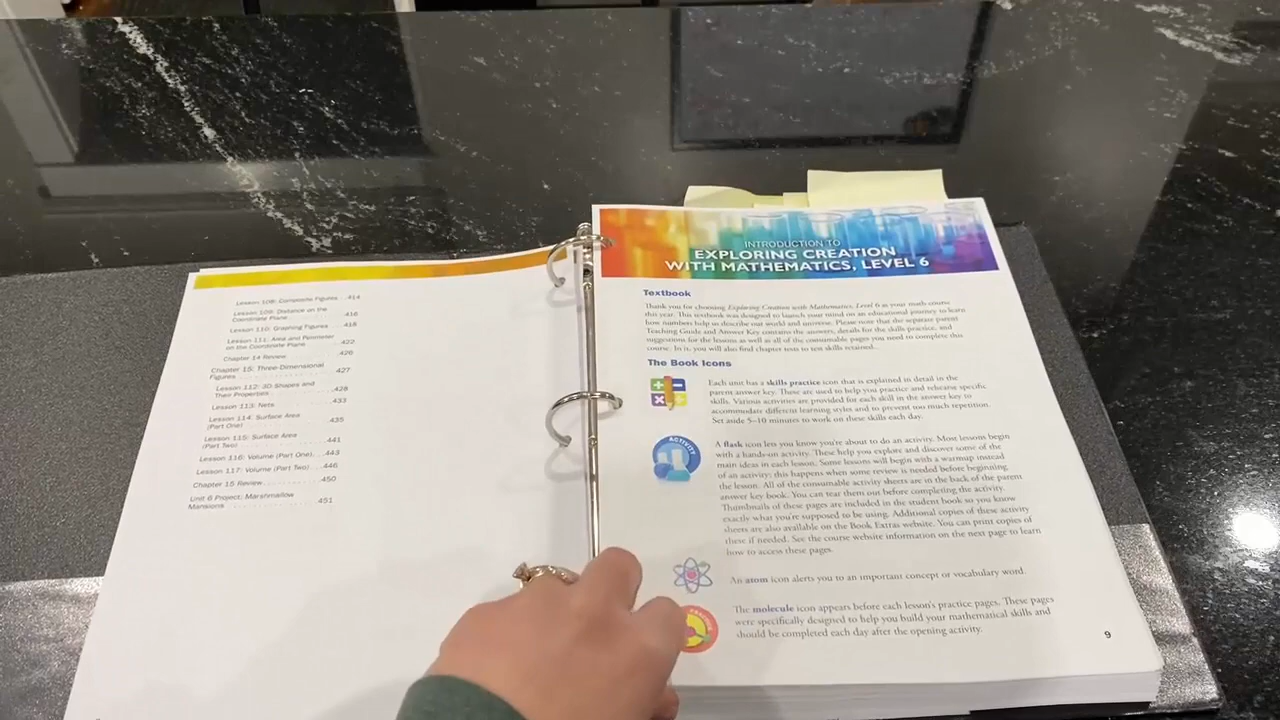 Lesson 108: Composite Figures . 414
Lesson 109: Distance on the
Coordinate Plane . . . . . . . . . . . . . . 416
Lesson 110: Graphing Figures . . 418
Lesson 111: Area and Perimeter
on the Coordinate Plane . . . . . . . . 422
Chapter 14 Review . . . . . . . . . . . . . 426
Chapter 15: Three-Dimensional
Figures . . . . . . . . . . . . . . . . . . . . 427
Lesson 112: 3D Shapes and
Their Properties . . . . . . . . . . . . . . 428
Lesson 113: Nets . . . . . . . . . . . . . . 433
Lesson 114: Surface Area
(Part One) . . . . . . . . . . . . . . . . . . 435
Lesson 115: Surface Area
(Part Two) . . . . . . . . . . . . . . . . . . 441
Lesson 116: Volume (Part One) . . . 443
Lesson 117: Volume (Part Two) . . . 446
Chapter 15 Review . . . . . . . . . . . . . 450
Unit 6 Project: Marshmallow
Mansions . . . . . . . . . . . . . . . . . . . 451
INTRODUCTION TO
EXPLORING CREATION
WITH MATHEMATICS, LEVEL 6
Textbook
Thank you for choosing Exploring Creation with Mathematics, Level 6 as your math course
this year. This textbook was designed to launch your mind on an educational journey to learn
how numbers help us describe our world and universe. Please note that the separate parent
Teaching Guide and Answer Key contains the answers, details for the skills practice, and
suggestions for the lessons as well as all of the consumable pages you need to complete this
course. In it, you will also find chapter tests to test skills retained.
The Book Icons
Each unit has a skills practice icon that is explained in detail in the
parent answer key. These are used to help you practice and rehearse specific
skills. Various activities are provided for each skill in the answer key to
accommodate different learning styles and to prevent too much repetition.
Set aside 5–10 minutes to work on these skills each day.
ACTIVITY
A flask icon lets you know you're about to do an activity. Most lessons begin
with a hands-on activity. These help you explore and discover some of the
main ideas in each lesson. Some lessons will begin with a warmup instead
of an activity; this happens when some review is needed before beginning
the lesson. All of the consumable activity sheets are in the back of the parent
answer key book. You can tear them out before completing the activity.
Thumbnails of these pages are included in the student book so you know
exactly what you're supposed to be using. Additional copies of these activity
sheets are also available on the Book Extras website. You can print copies of
these if needed. See the course website information on the next page to learn
how to access these pages.
An atom icon alerts you to an important concept or vocabulary word.
The molecule icon appears before each lesson's practice pages. These pages
were specifically designed to help you build your mathematical skills and
should be completed each day after the opening activity.
9